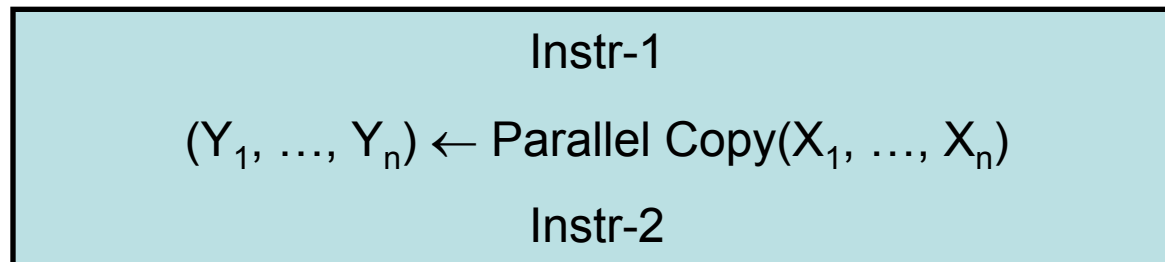 Instr-1
(Y₁, …, Yₙ) ← Parallel Copy(X₁, …, Xₙ)
Instr-2